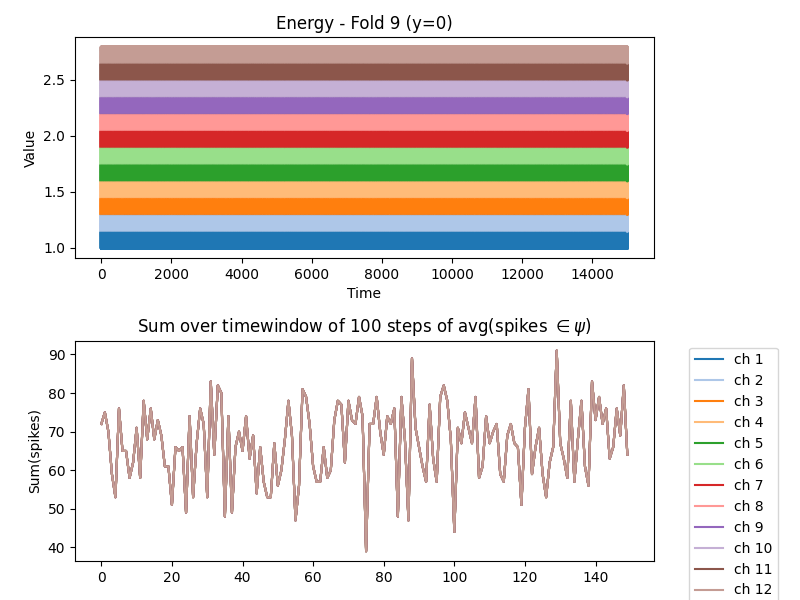 Energy - Fold 9 (y=0)
Value
2.5
2.0
1.5
1.0
0 2000 4000 6000 8000 10000 12000 14000
Time
Sum over timewindow of 100 steps of avg(spikes ∈ ψ)
Sum(spikes)
90
80
70
60
50
40
0 20 40 60 80 100 120 140
ch 1
ch 2
ch 3
ch 4
ch 5
ch 6
ch 7
ch 8
ch 9
ch 10
ch 11
ch 12